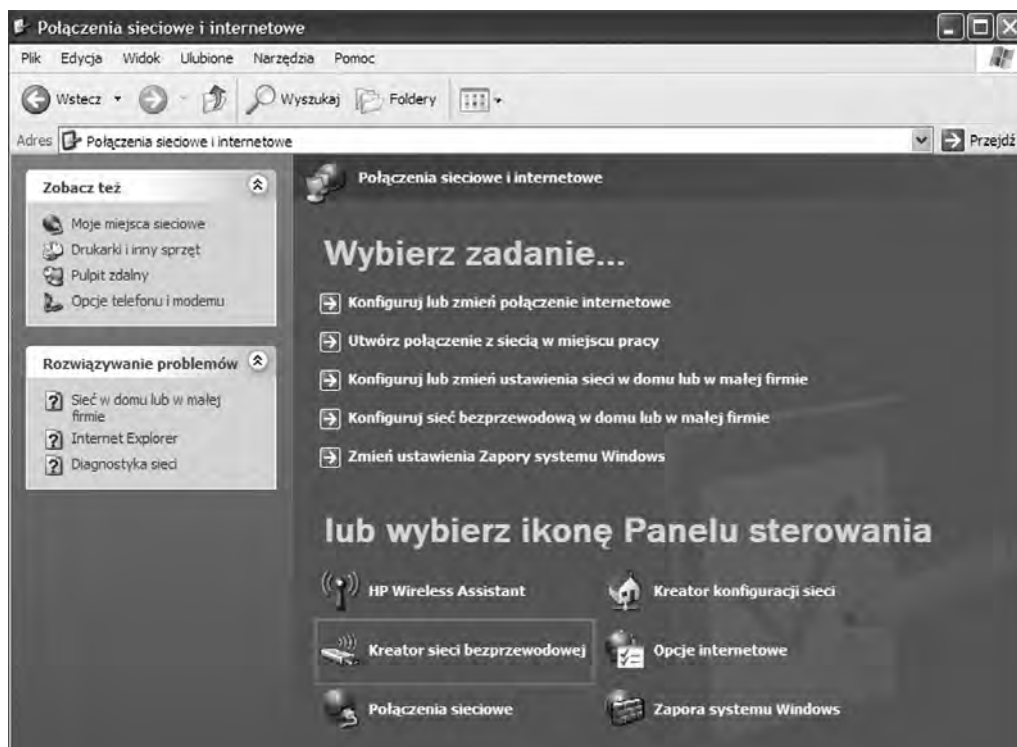 Połączenia sieciowe i internetowe
Plik Edycja Widok Ulubione Narzędzia Pomoc
Wstecz Wyszukaj Foldery
Adres Połączenia sieciowe i internetowe Przejdź
Zobacz też
Moje miejsca sieciowe
Drukarki i inny sprzęt
Pulpit zdalny
Opcje telefonu i modemu
Rozwiązywanie problemów
Sieć w domu lub w małej
firmie
Internet Explorer
Diagnostyka sieci
Połączenia sieciowe i internetowe
Wybierz zadanie...
Konfiguruj lub zmień połączenie internetowe
Utwórz połączenie z siecią w miejscu pracy
Konfiguruj lub zmień ustawienia sieci w domu lub w małej firmie
Konfiguruj sieć bezprzewodową w domu lub w małej firmie
Zmień ustawienia Zapory systemu Windows
lub wybierz ikonę Panelu sterowania
HP Wireless Assistant Kreator konfiguracji sieci
Kreator sieci bezprzewodowej Opcje internetowe
Połączenia sieciowe Zapora systemu Windows